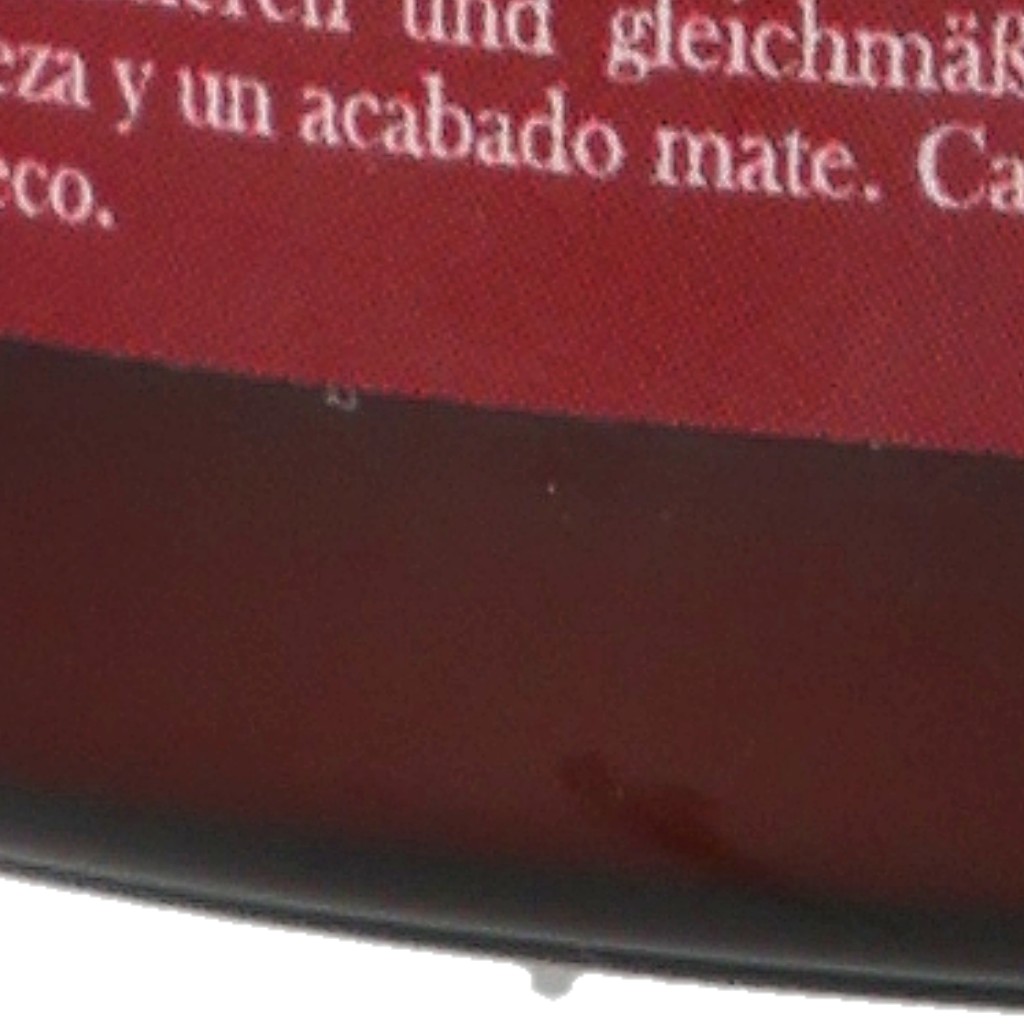 und gleichmäß
eza y un acabado mate. Ca
eco.